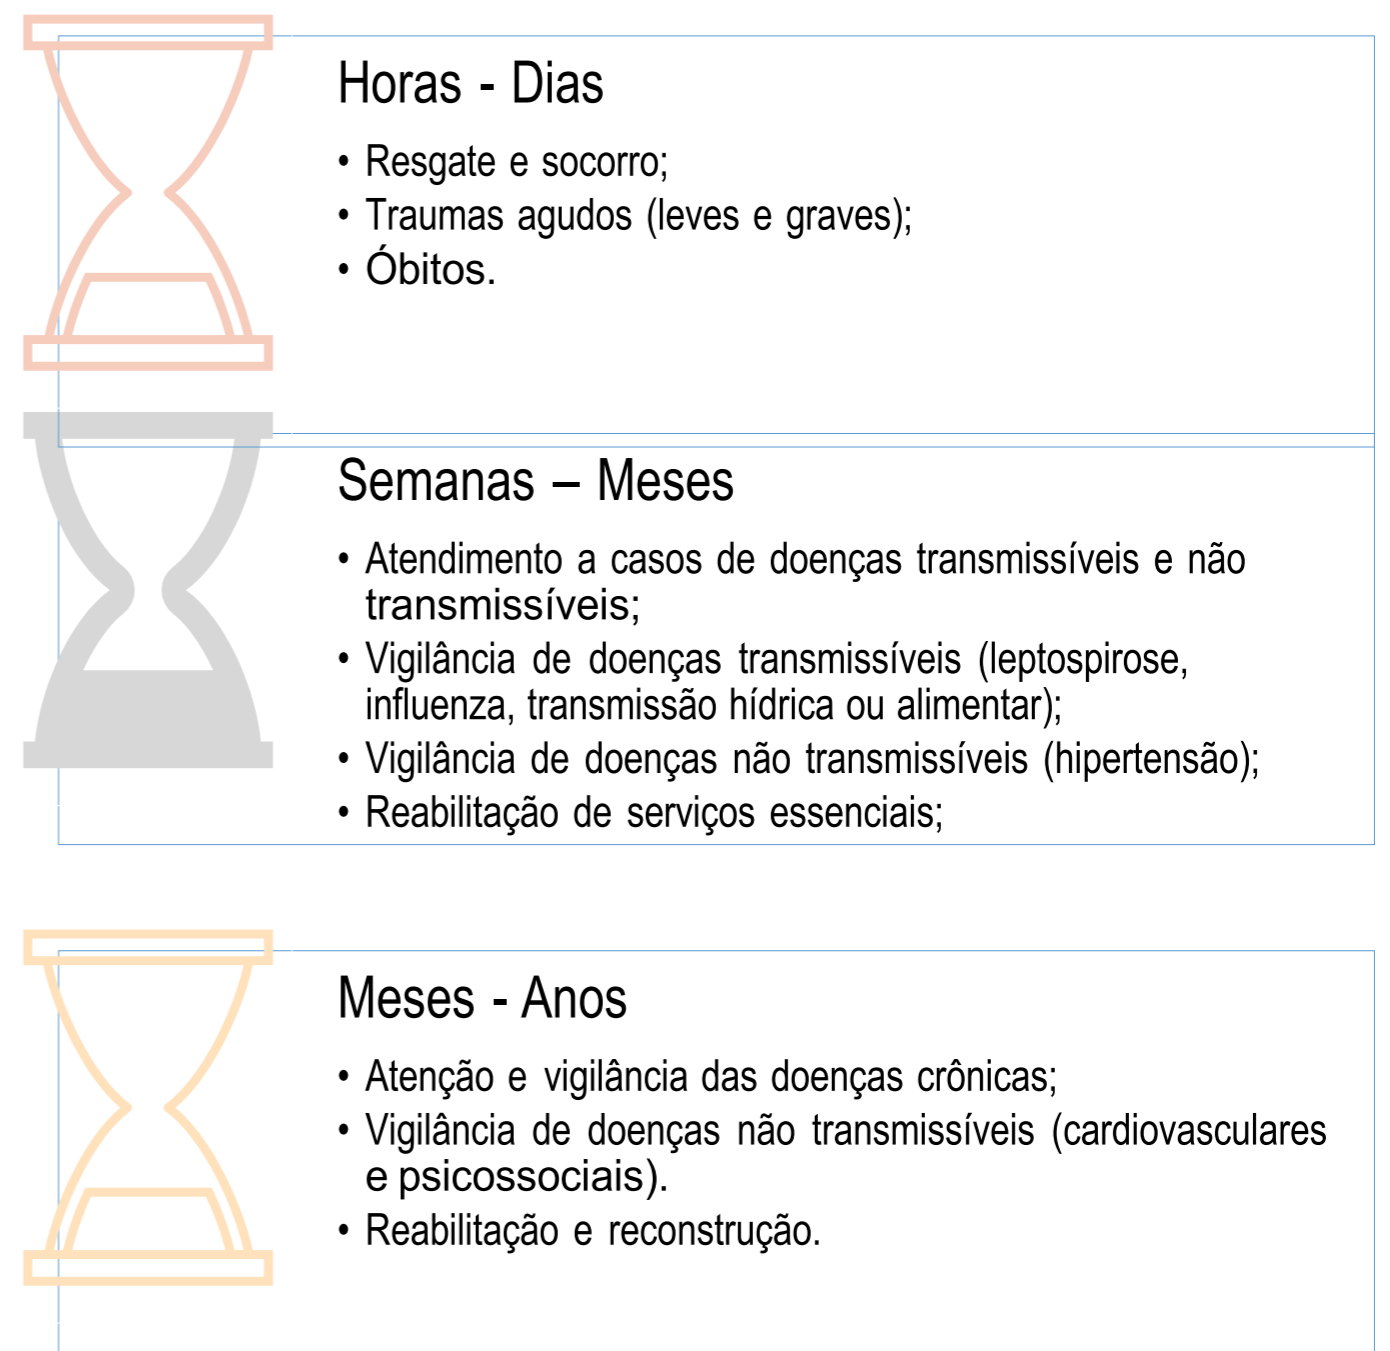 Horas - Dias
• Resgate e socorro;
• Traumas agudos (leves e graves);
• Óbitos.
Semanas – Meses
• Atendimento a casos de doenças transmissíveis e não
transmissíveis;
• Vigilância de doenças transmissíveis (leptospirose,
influenza, transmissão hídrica ou alimentar);
• Vigilância de doenças não transmissíveis (hipertensão);
• Reabilitação de serviços essenciais;
Meses - Anos
• Atenção e vigilância das doenças crônicas;
• Vigilância de doenças não transmissíveis (cardiovasculares
e psicossociais).
• Reabilitação e reconstrução.